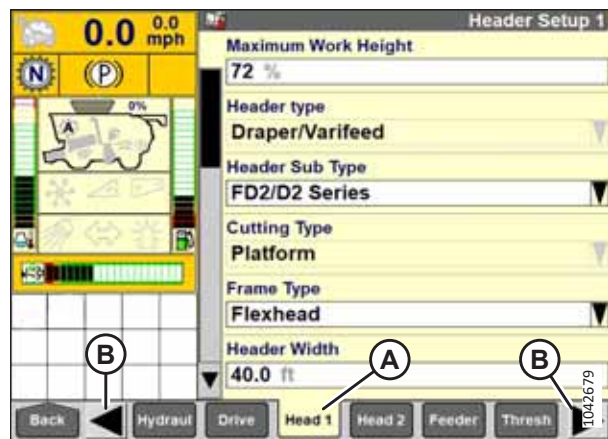 0.0 0.0 mph
Header Setup 1
N (P)
0%
A
Maximum Work Height
72 %
Header type
Draper/Varifeed
Header Sub Type
FD2/D2 Series
Cutting Type
Platform
Frame Type
Flexhead
Header Width
40.0 ft
B A B
Back Hydraul Drive Head 1 Head 2 Feeder Thresh
1042679